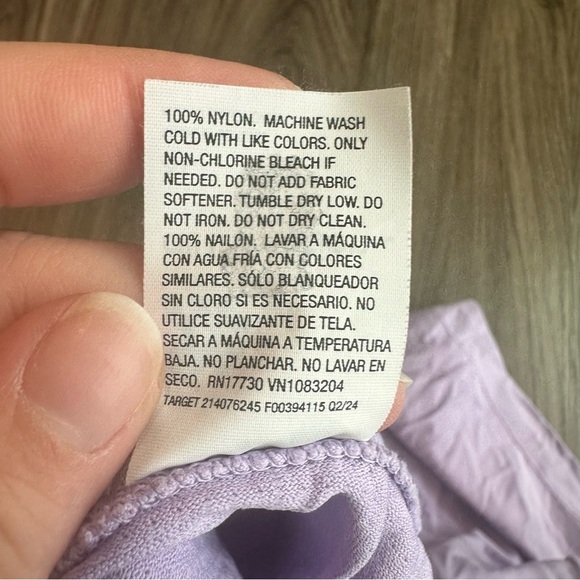 100% NYLON. MACHINE WASH
COLD WITH LIKE COLORS. ONLY
NON-CHLORINE BLEACH IF
NEEDED. DO NOT ADD FABRIC
SOFTENER. TUMBLE DRY LOW. DO
NOT IRON. DO NOT DRY CLEAN.
100% NAILON. LAVAR A MÁQUINA
CON AGUA FRÍA CON COLORES
SIMILARES. SÓLO BLANQUEADOR
SIN CLORO SI ES NECESARIO. NO
UTILICE SUAVIZANTE DE TELA.
SECAR A MÁQUINA A TEMPERATURA
BAJA. NO PLANCHAR. NO LAVAR EN
SECO. RN17730 VN1083204
TARGET 214076245 F00394115 Q2/24